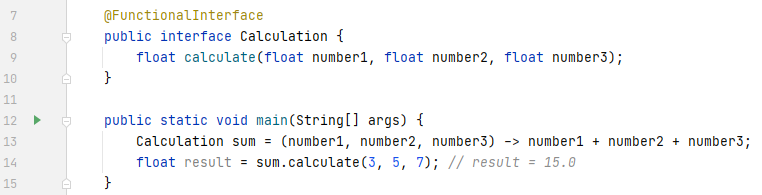 7 @FunctionalInterface
8 public interface Calculation {
9 float calculate(float number1, float number2, float number3);
10 }
11
12 public static void main(String[] args) {
13 Calculation sum = (number1, number2, number3) -> number1 + number2 + number3;
14 float result = sum.calculate(3, 5, 7); // result = 15.0
15 }